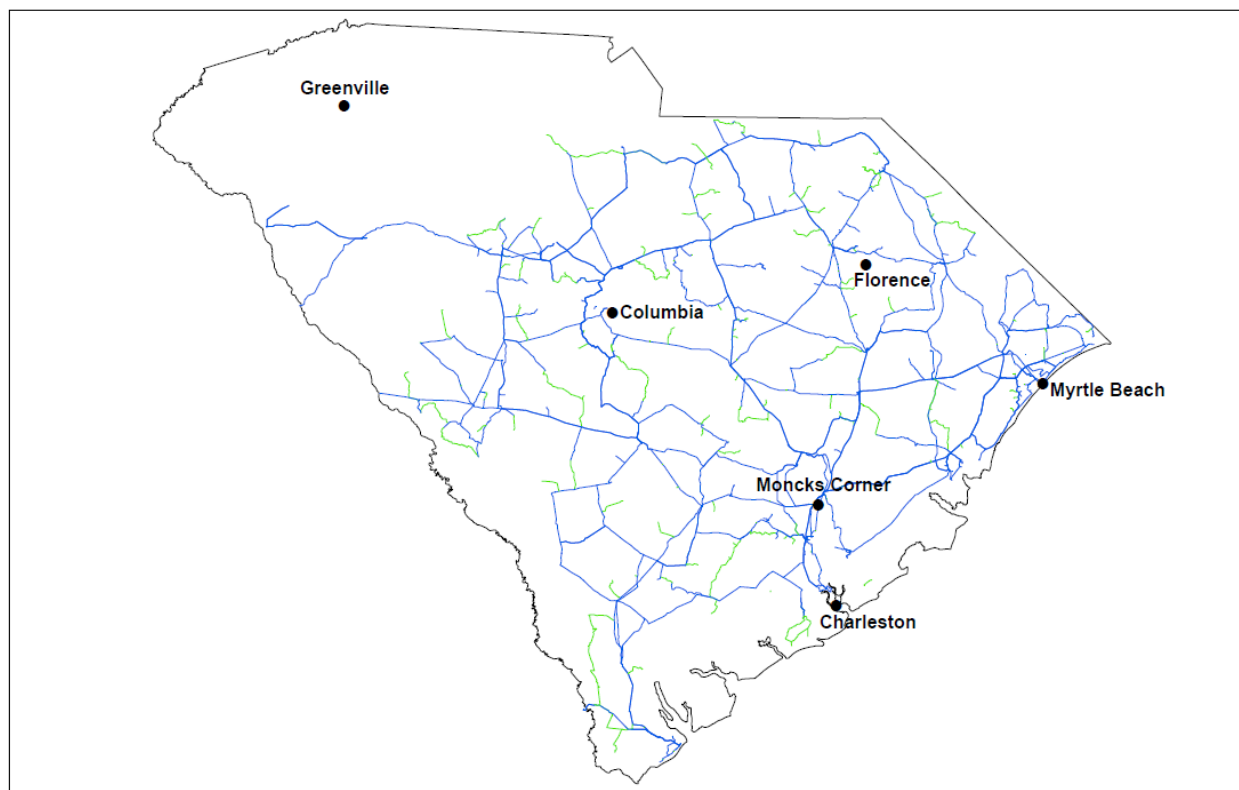 Greenville
Florence
Columbia
Myrtle Beach
Moncks Corner
Charleston